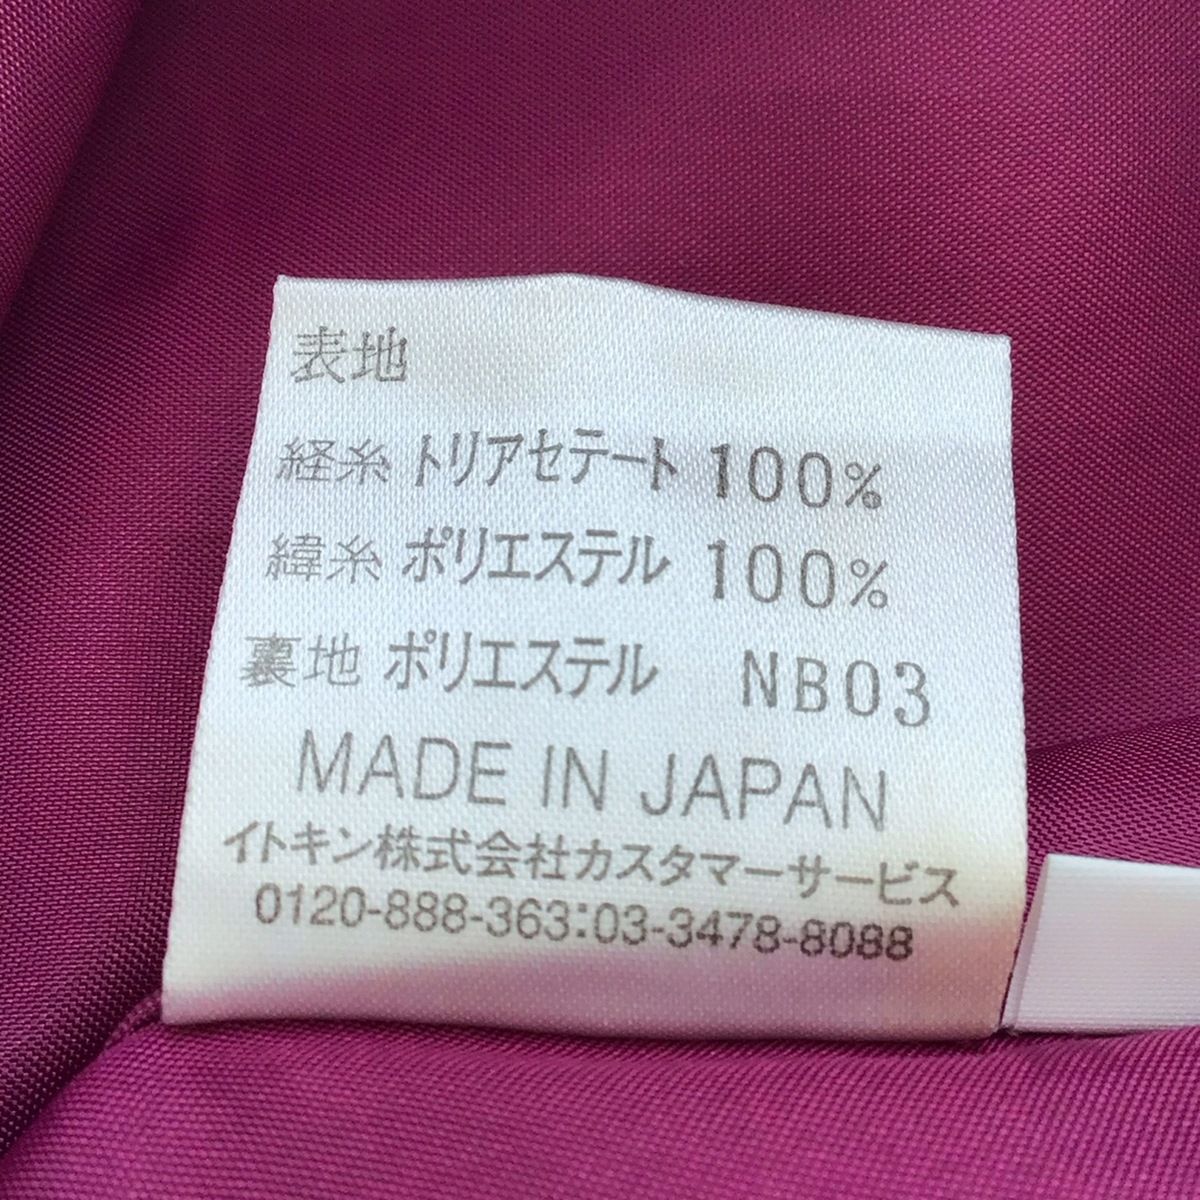 表地
経糸 トリアセテート 100%
緯糸 ポリエステル 100%
裏地 ポリエステル NB03
MADE IN JAPAN
イトキン株式会社カスタマーサービス
0120-888-363:03-3478-8088